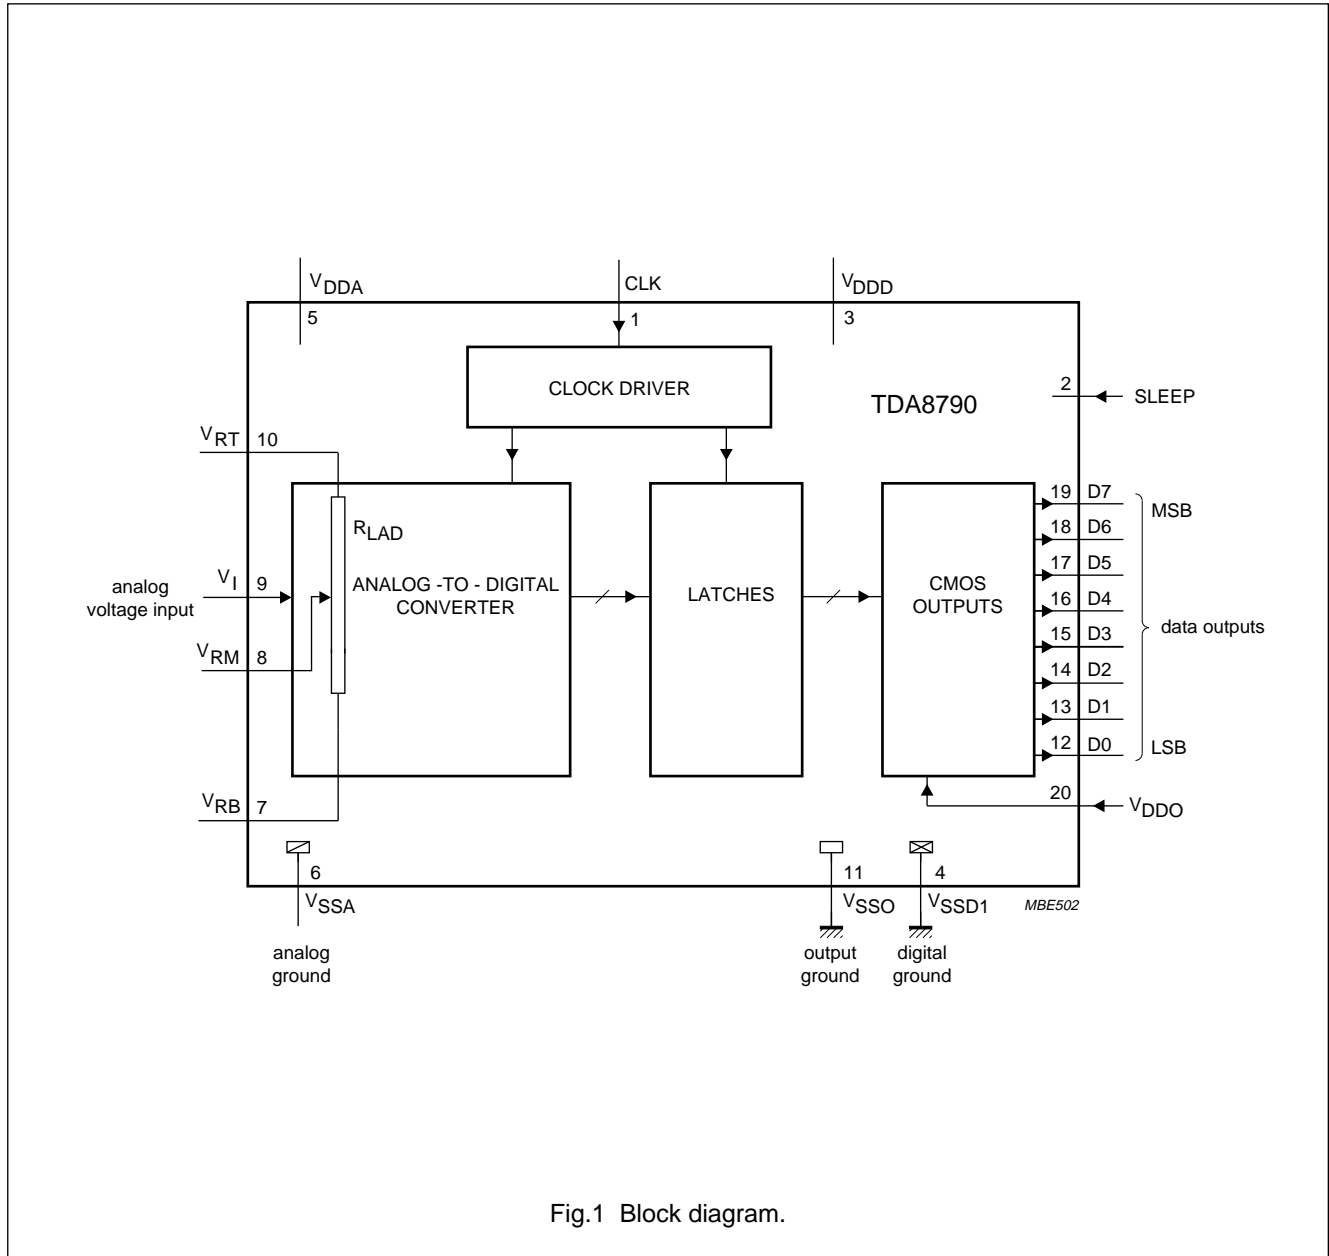 VDDA
CLK
VDDD
5
1
3
CLOCK DRIVER
TDA8790
2
SLEEP
VRT
10
RLAD
ANALOG -TO - DIGITAL
CONVERTER
LATCHES
CMOS
OUTPUTS
19 D7
MSB
18 D6
17 D5
16 D4
15 D3
data outputs
14 D2
13 D1
12 D0
LSB
analog
voltage input
VI
9
VRM
8
VRB
7
20
VDDO
6
VSSA
analog
ground
11
VSSO
output
ground
4
VSSD1
digital
ground
MBE502
Fig.1 Block diagram.